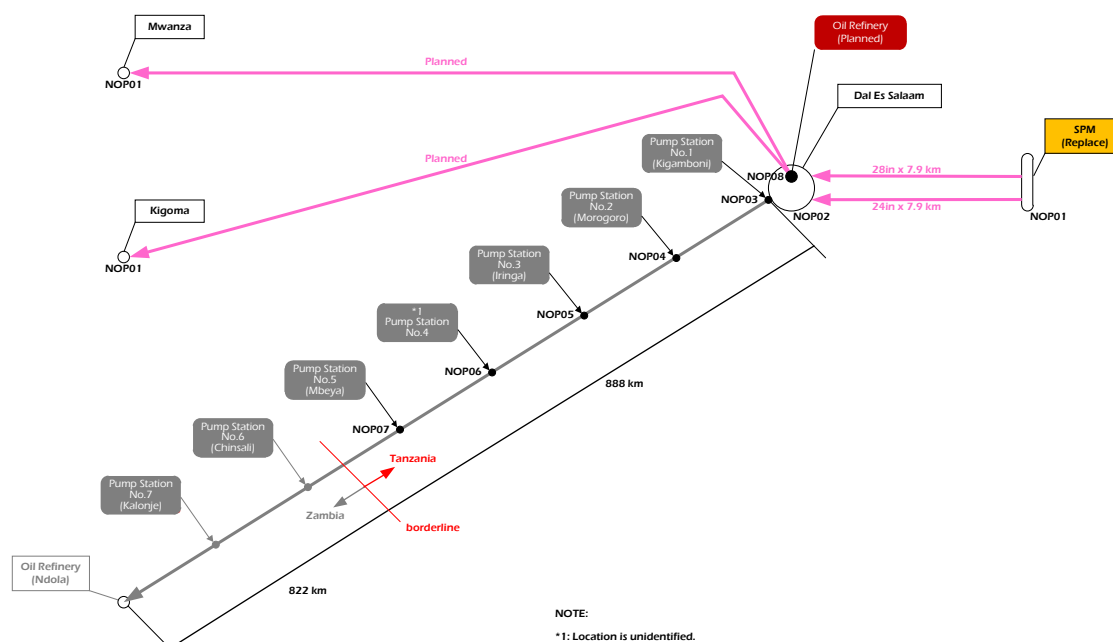 Mwanza
NOP01
Planned
Oil Refinery
(Planned)
Dal Es Salaam
SPM
(Replace)
Pump Station
No.1
(Kigamboni)
NOP08
28in x 7.9 km
24in x 7.9 km
NOP03
NOP02
NOP01
Planned
Kigoma
NOP01
Pump Station
No.2
(Morogoro)
NOP04
Pump Station
No.3
(Iringa)
NOP05
*1
Pump Station
No.4
NOP06
888 km
Pump Station
No.5
(Mbeya)
NOP07
Pump Station
No.6
(Chinsali)
Tanzania
Zambia
borderline
Pump Station
No.7
(Kalonje)
Oil Refinery
(Ndola)
822 km
NOTE:
*1: Location is unidentified.